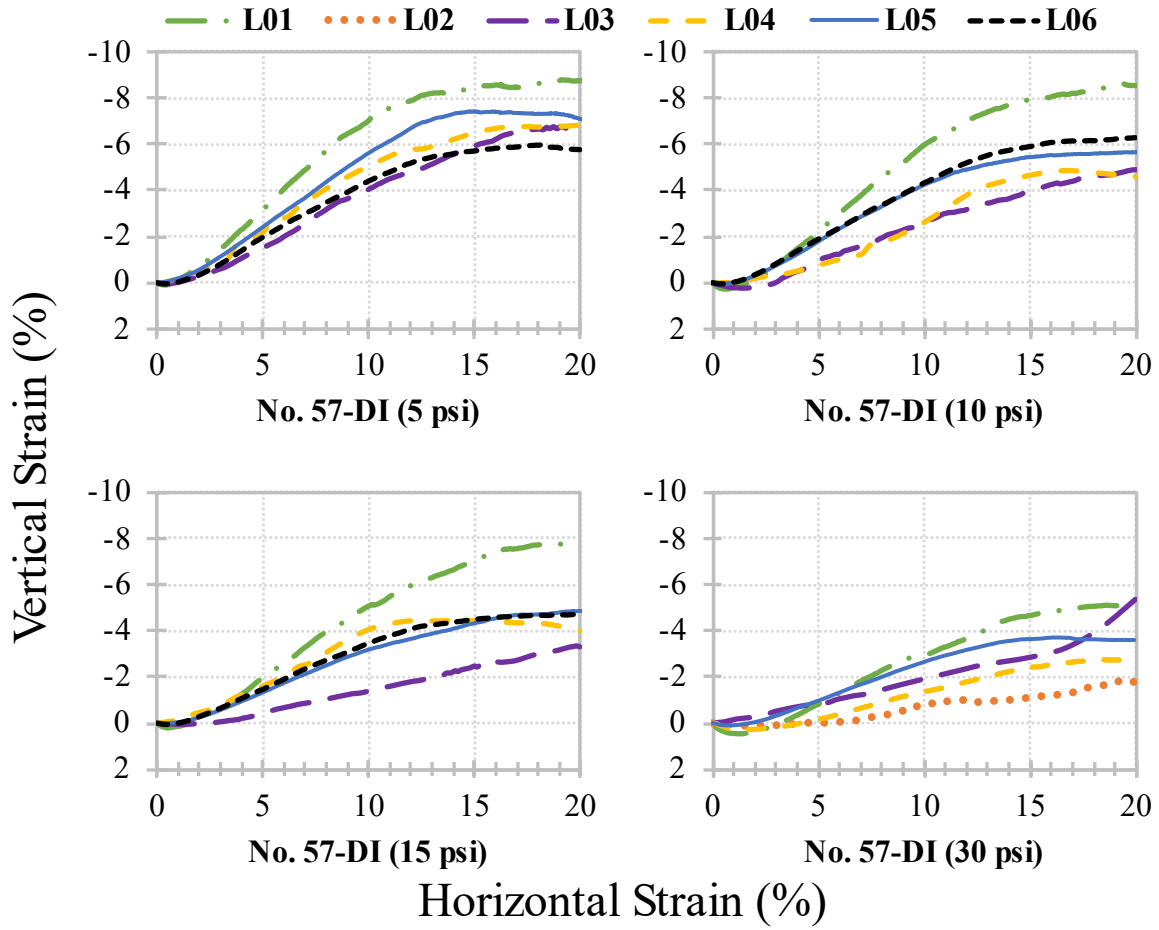 L01 L02 L03 L04 L05 L06
-10 -10
-8 -8
-6 -6
-4 -4
-2 -2
0 0
2 2
0 5 10 15 20 0 5 10 15 20
No. 57-DI (5 psi) No. 57-DI (10 psi)
Vertical Strain (%)
-10 -10
-8 -8
-6 -6
-4 -4
-2 -2
0 0
2 2
0 5 10 15 20 0 5 10 15 20
No. 57-DI (15 psi) No. 57-DI (30 psi)
Horizontal Strain (%)